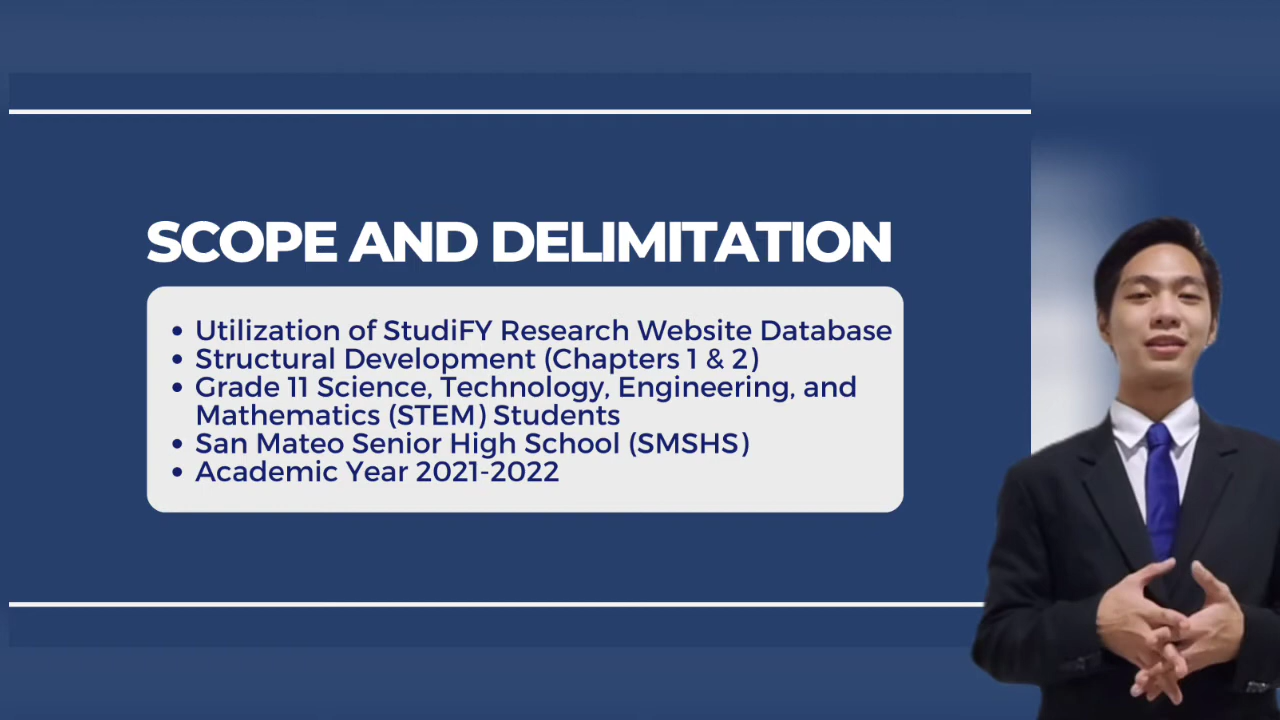 SCOPE AND DELIMITATION
• Utilization of StudiFY Research Website Database
• Structural Development (Chapters 1 & 2)
• Grade 11 Science, Technology, Engineering, and
Mathematics (STEM) Students
• San Mateo Senior High School (SMSHS)
• Academic Year 2021-2022